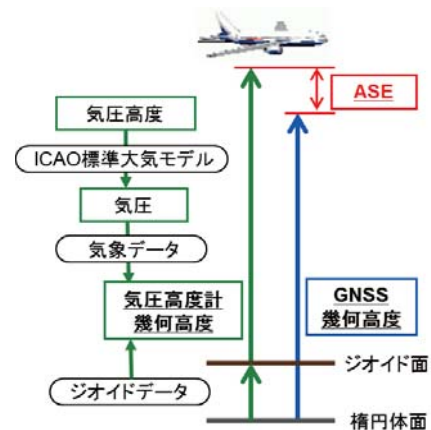 ASE
気圧高度
ICAO標準大気モデル
気圧
気象データ
気圧高度計
幾何高度
GNSS
幾何高度
ジオイド面
ジオイドデータ
楕円体面